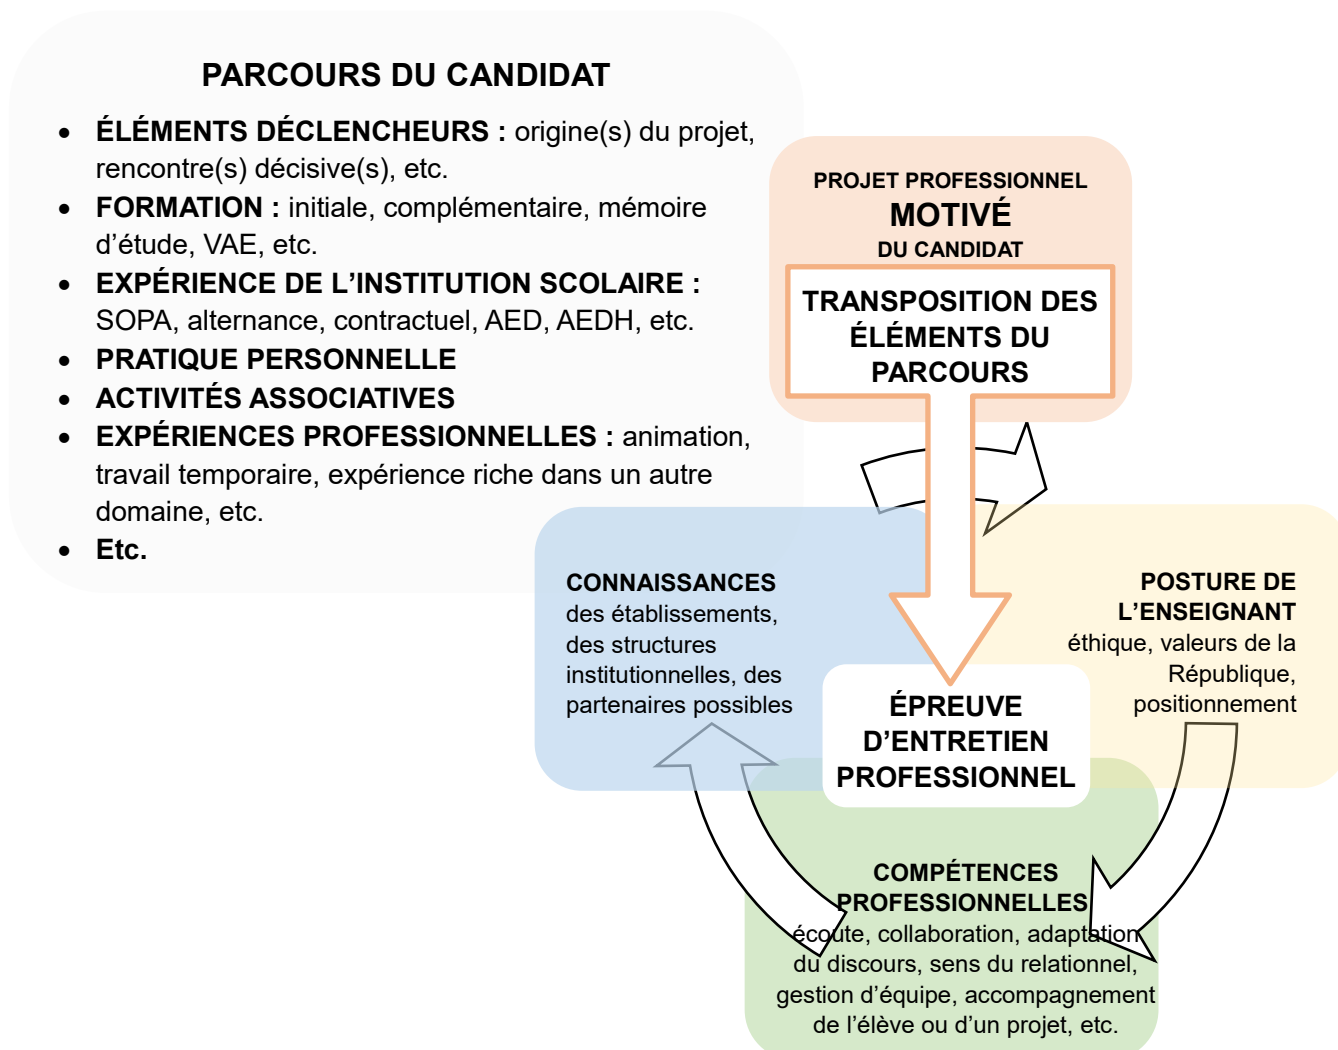 PARCOURS DU CANDIDAT
• ÉLÉMENTS DÉCLENCHEURS : origine(s) du projet,
rencontre(s) décisive(s), etc.
• FORMATION : initiale, complémentaire, mémoire
d’étude, VAE, etc.
• EXPÉRIENCE DE L’INSTITUTION SCOLAIRE :
SOPA, alternance, contractuel, AED, AEDH, etc.
• PRATIQUE PERSONNELLE
• ACTIVITÉS ASSOCIATIVES
• EXPÉRIENCES PROFESSIONNELLES : animation,
travail temporaire, expérience riche dans un autre
domaine, etc.
• Etc.
PROJET PROFESSIONNEL
MOTIVÉ
DU CANDIDAT
TRANSPOSITION DES
ÉLÉMENTS DU
PARCOURS
CONNAISSANCES
des établissements,
des structures
institutionnelles, des
partenaires possibles
POSTURE DE
L’ENSEIGNANT
éthique, valeurs de la
République,
positionnement
ÉPREUVE
D’ENTRETIEN
PROFESSIONNEL
COMPÉTENCES
PROFESSIONNELLES
écoute, collaboration, adaptation
du discours, sens du relationnel,
gestion d’équipe, accompagnement
de l’élève ou d’un projet, etc.